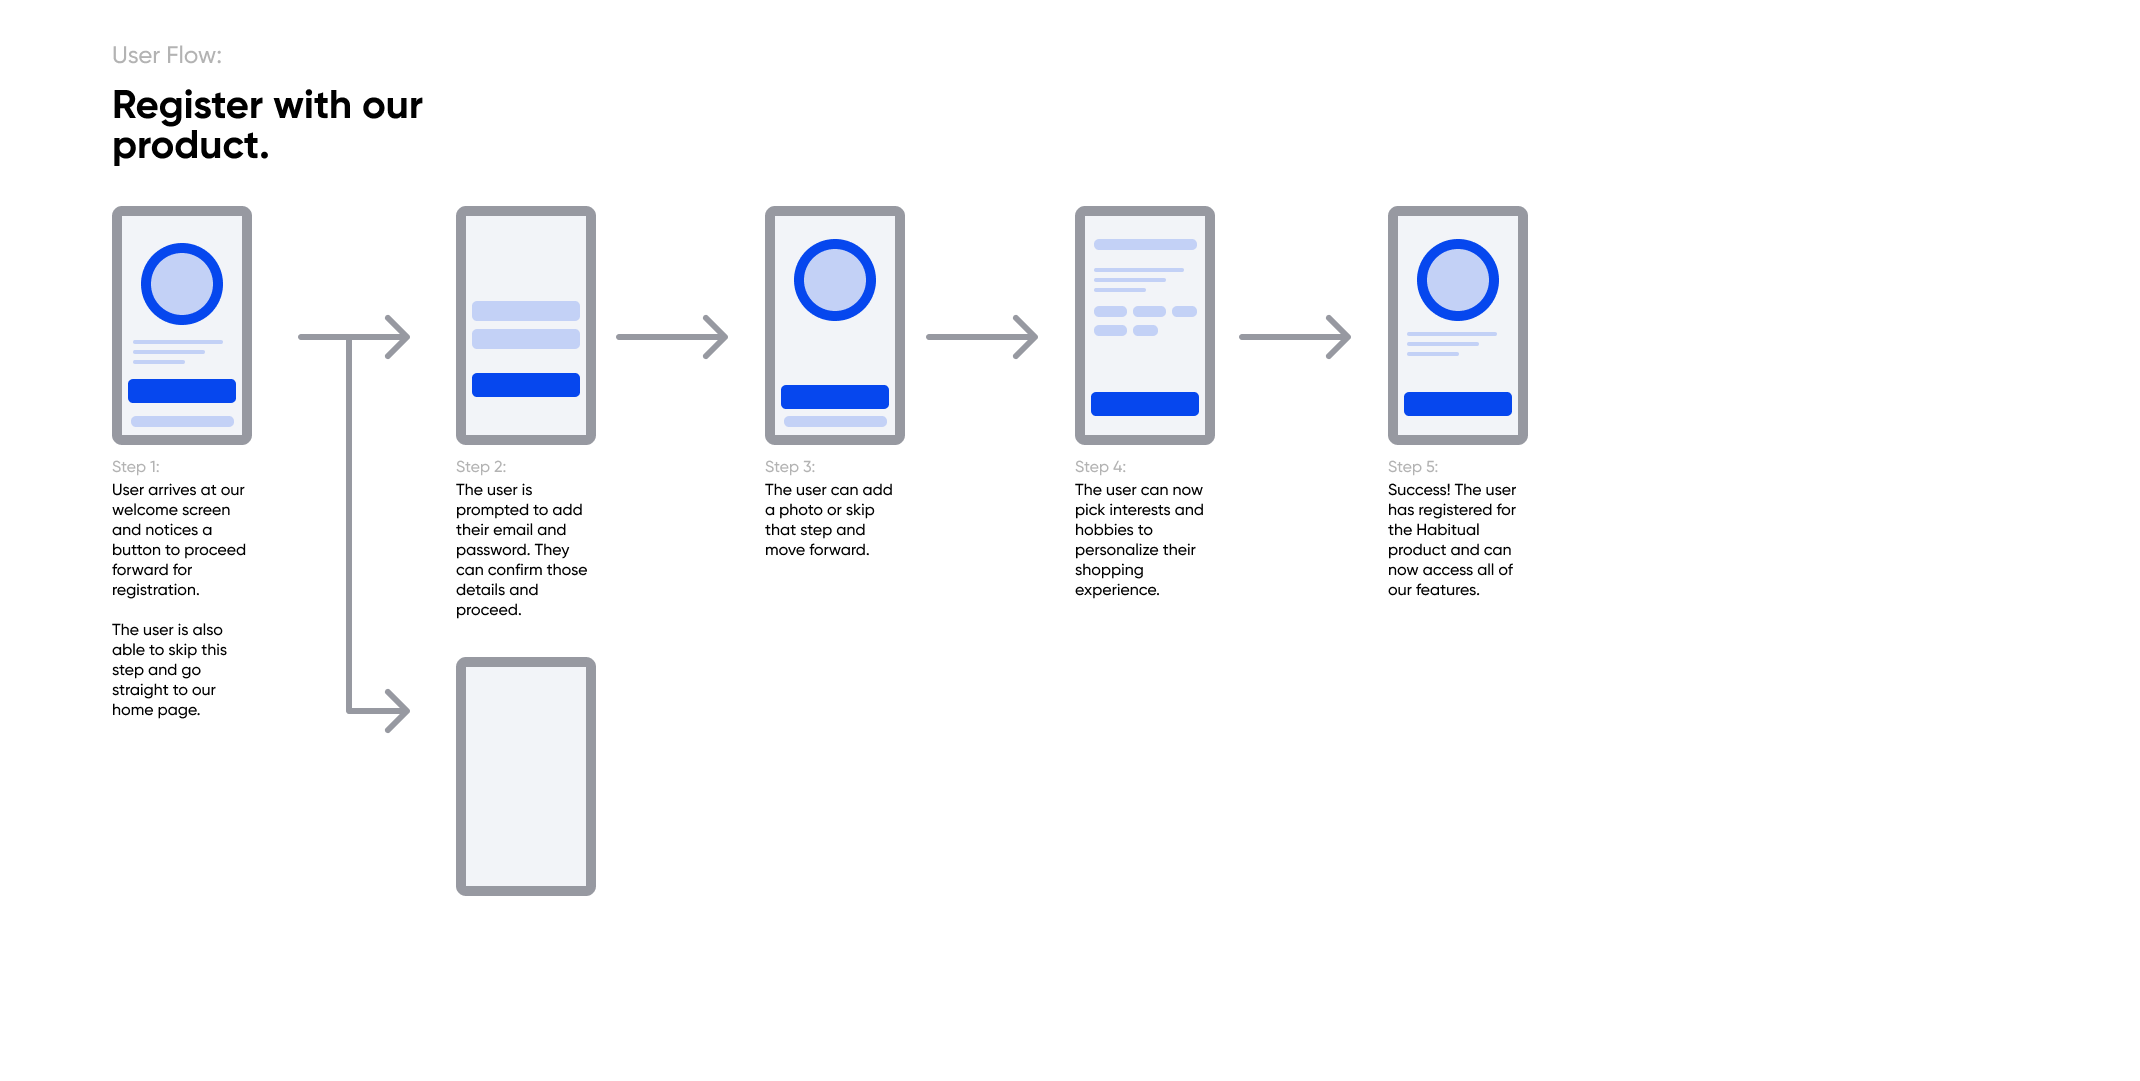 User Flow:
Register with our
product.
Step 1:
User arrives at our
welcome screen
and notices a
button to proceed
forward for
registration.
The user is also
able to skip this
step and go
straight to our
home page.
Step 2:
The user is
prompted to add
their email and
password. They
can confirm those
details and
proceed.
Step 3:
The user can add
a photo or skip
that step and
move forward.
Step 4:
The user can now
pick interests and
hobbies to
personalize their
shopping
experience.
Step 5:
Success! The user
has registered for
the Habitual
product and can
now access all of
our features.